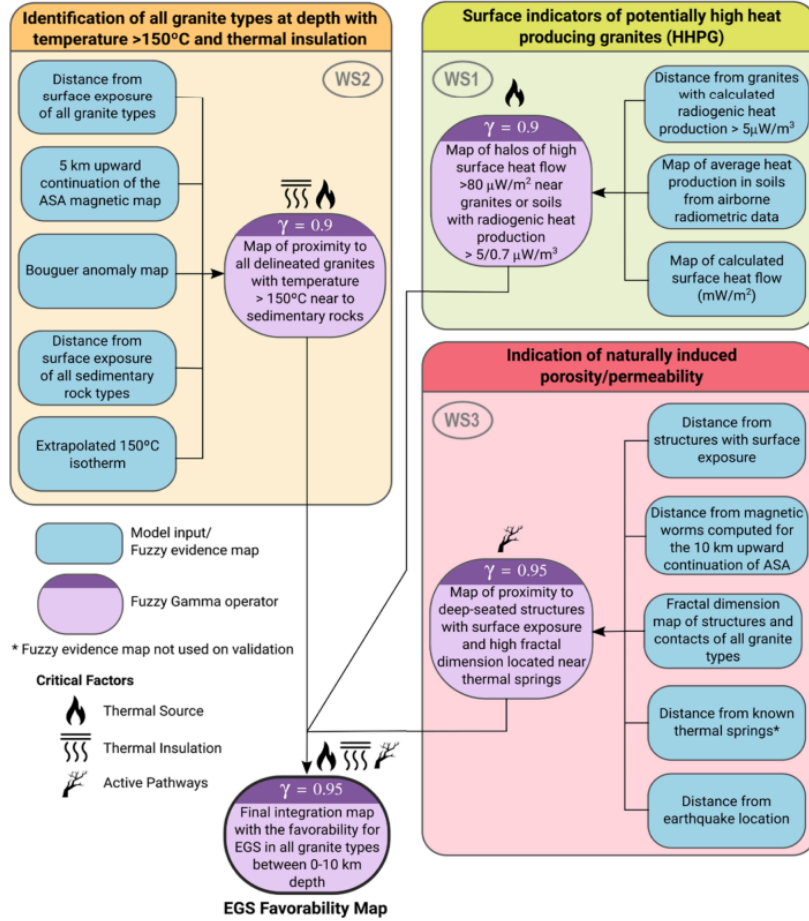 Identification of all granite types at depth with
temperature >150ºC and thermal insulation
WS2
Distance from
surface exposure
of all granite types
5 km upward
continuation of the
ASA magnetic map
Bouguer anomaly map
Distance from
surface exposure
of all sedimentary
rock types
Extrapolated 150ºC
isotherm
γ = 0.9
Map of proximity to
all delineated granites
with temperature
> 150ºC near to
sedimentary rocks
Surface indicators of potentially high heat
producing granites (HHPG)
WS1
γ = 0.9
Map of halos of high
surface heat flow
>80 μW/m² near
granites or soils
with radiogenic heat
production
> 5/0.7 μW/m³
Distance from granites
with calculated
radiogenic heat
production > 5μW/m³
Map of average heat
production in soils
from airborne
radiometric data
Map of calculated
surface heat flow
(mW/m²)
Indication of naturally induced
porosity/permeability
WS3
γ = 0.95
Map of proximity to
deep-seated structures
with surface exposure
and high fractal
dimension located near
thermal springs
Distance from
structures with surface
exposure
Distance from magnetic
worms computed for
the 10 km upward
continuation of ASA
Fractal dimension
map of structures and
contacts of all granite
types
Distance from known
thermal springs*
Distance from
earthquake location
Model input/
Fuzzy evidence map
Fuzzy Gamma operator
* Fuzzy evidence map not used on validation
Critical Factors
Thermal Source
Thermal Insulation
Active Pathways
γ = 0.95
Final integration map
with the favorability for
EGS in all granite types
between 0-10 km
depth
EGS Favorability Map